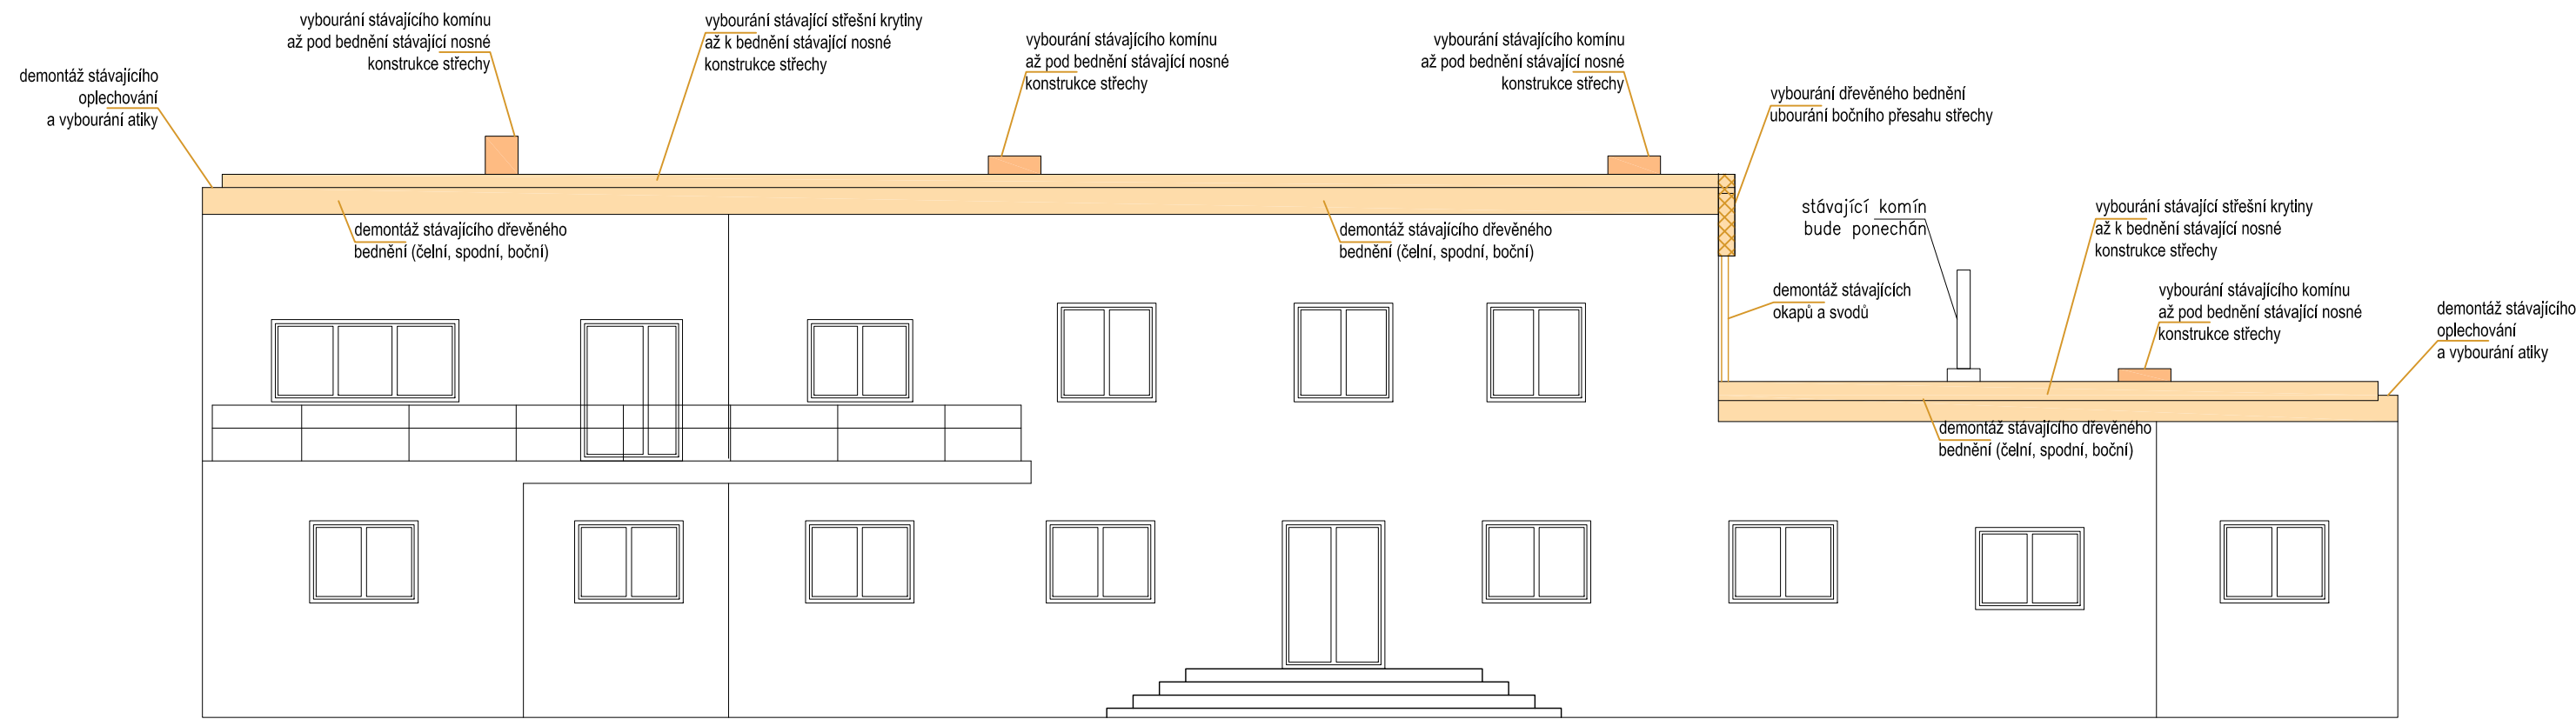 vybourání stávajícího komínu
až pod bednění stávající nosné
konstrukce střechy
vybourání stávající střešní krytiny
až k bednění stávající nosné
konstrukce střechy
vybourání stávajícího komínu
až pod bednění stávající nosné
konstrukce střechy
vybourání stávajícího komínu
až pod bednění stávající nosné
konstrukce střechy
demontáž stávajícího
oplechování
a vybourání atiky
vybourání dřevěného bednění
ubourání bočního přesahu střechy
demontáž stávajícího dřevěného
bednění (čelní, spodní, boční)
demontáž stávajícího dřevěného
bednění (čelní, spodní, boční)
stávající komín
bude ponechán
vybourání stávající střešní krytiny
až k bednění stávající nosné
konstrukce střechy
demontáž stávajících
okapů a svodů
vybourání stávajícího komínu
až pod bednění stávající nosné
konstrukce střechy
demontáž stávajícího
oplechování
a vybourání atiky
demontáž stávajícího dřevěného
bednění (čelní, spodní, boční)